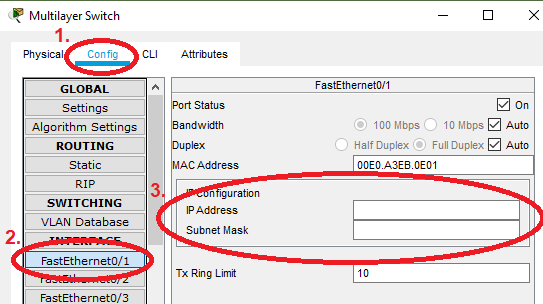 Multilayer Switch
1.
Physical Config CLI Attributes
GLOBAL
Settings
Algorithm Settings
ROUTING
Static
RIP
SWITCHING
VLAN Database
INTERFACE
2.
FastEthernet0/1
FastEthernet0/2
FastEthernet0/3
FastEthernet0/1
Port Status On
Bandwidth 100 Mbps 10 Mbps Auto
Duplex Half Duplex Full Duplex Auto
MAC Address 00E0.A3EB.0E01
3.
IP Configuration
IP Address
Subnet Mask
Tx Ring Limit 10